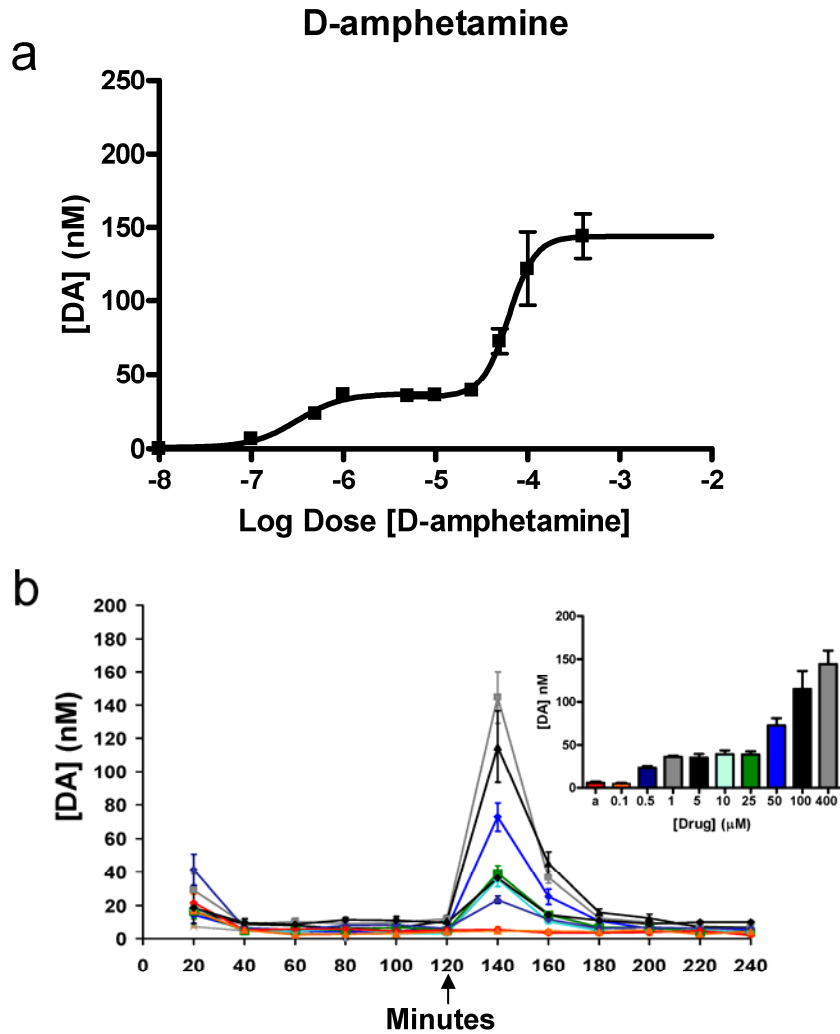 D-amphetamine
a
250
200
150
100
50
0
[DA] (nM)
-8 -7 -6 -5 -4 -3 -2
Log Dose [D-amphetamine]
b
200
180
160
140
120
100
80
60
40
20
0
[DA] (nM)
0 20 40 60 80 100 120 140 160 180 200 220 240
Minutes
200
150
100
50
0
[DA] nM
a 0.1 0.5 1 5 10 25 50 100 400
[Drug] (μM)